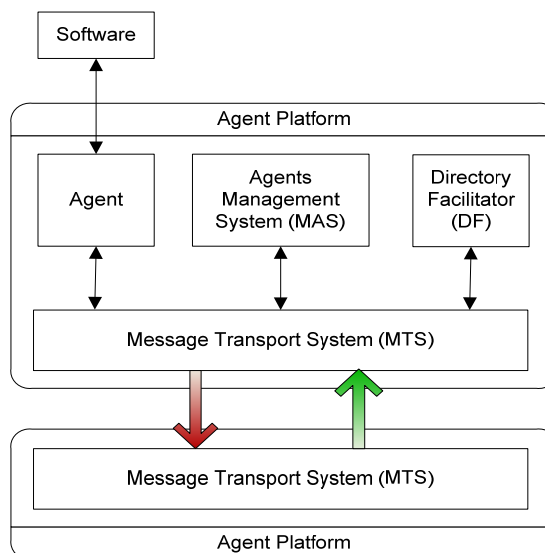 Software
Agent Platform
Agent
Agents
Management
System (MAS)
Directory
Facilitator
(DF)
Message Transport System (MTS)
Message Transport System (MTS)
Agent Platform